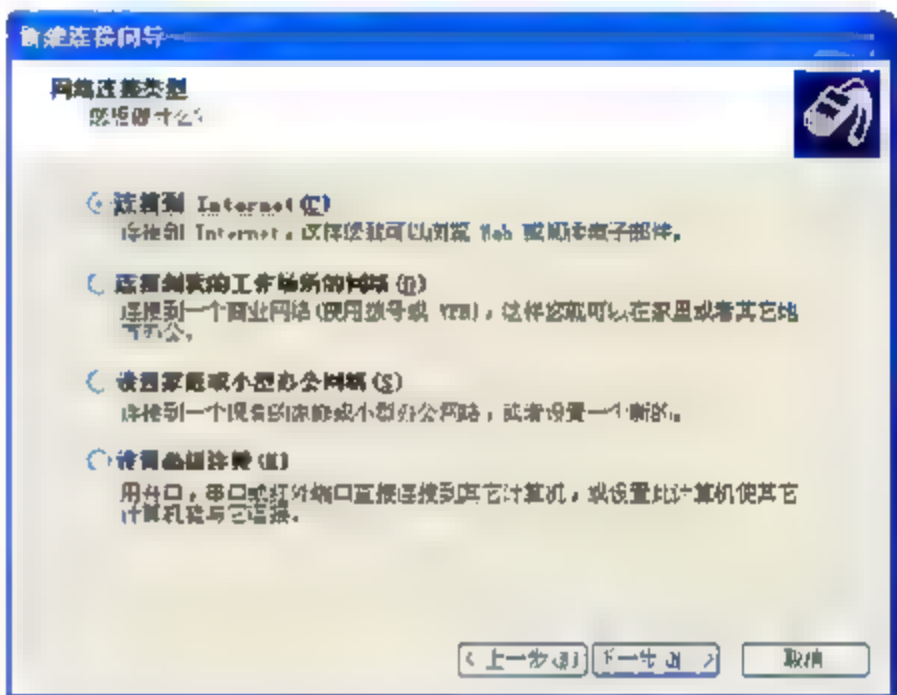 新建连接向导
网络连接类型
您想做什么?
连接到 Internet(C)
连接到 Internet，这样您就可以浏览 Web 或阅读电子邮件。
连接到我的工作场所的网络(O)
连接到一个商业网络(使用拨号或 VPN)，这样您就可以在家里或者其它地
方办公。
设置家庭或小型办公网络(S)
连接到一个现有的家庭或小型办公网络，或者设置一个新的。
设置高级连接(E)
用并口，串口或红外端口直接连接到其它计算机，或设置此计算机使其它
计算机能与它连接。
< 上一步(B)
下一步(N) >
取消